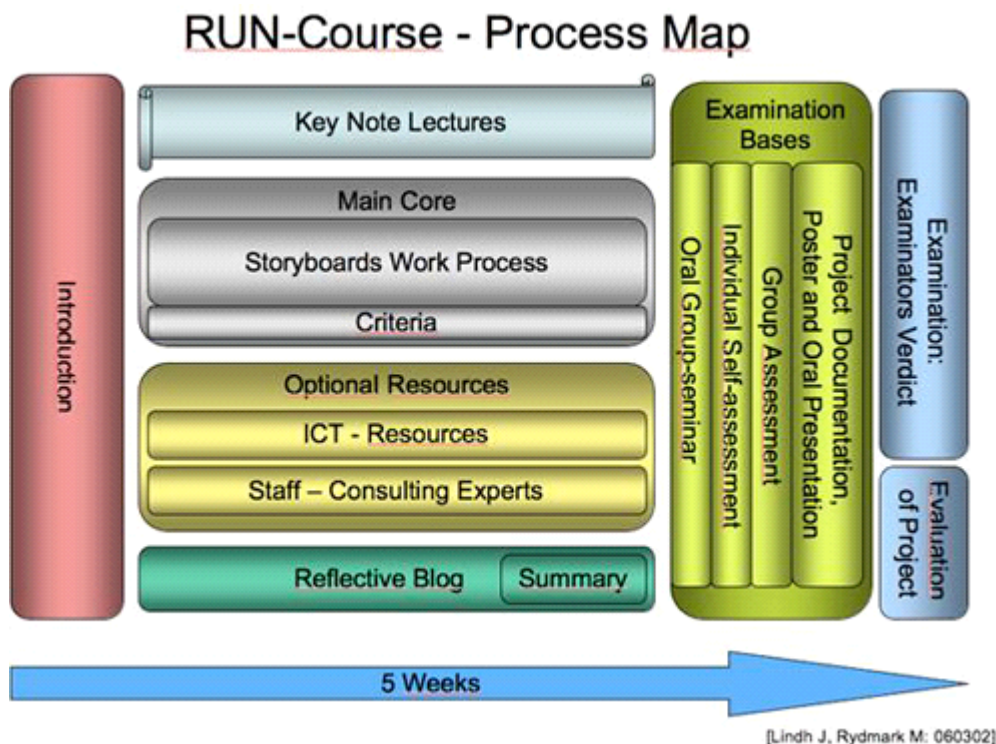 RUN-Course - Process Map
Introduction
Key Note Lectures
Main Core
Storyboards Work Process
Criteria
Optional Resources
ICT - Resources
Staff – Consulting Experts
Reflective Blog
Summary
Examination
Bases
Oral Group-seminar
Individual Self-assessment
Group Assessment
Project Documentation,
Poster and Oral Presentation
Examination:
Examinators Verdict
Evaluation
of Project
5 Weeks
[Lindh J, Rydmark M: 060302]